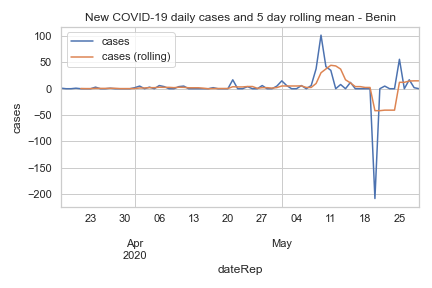 New COVID-19 daily cases and 5 day rolling mean - Benin
cases
cases (rolling)
100
50
0
−50
−100
−150
−200
cases
23 30 06 13 20 27 04 11 18 25
Apr May
2020
dateRep